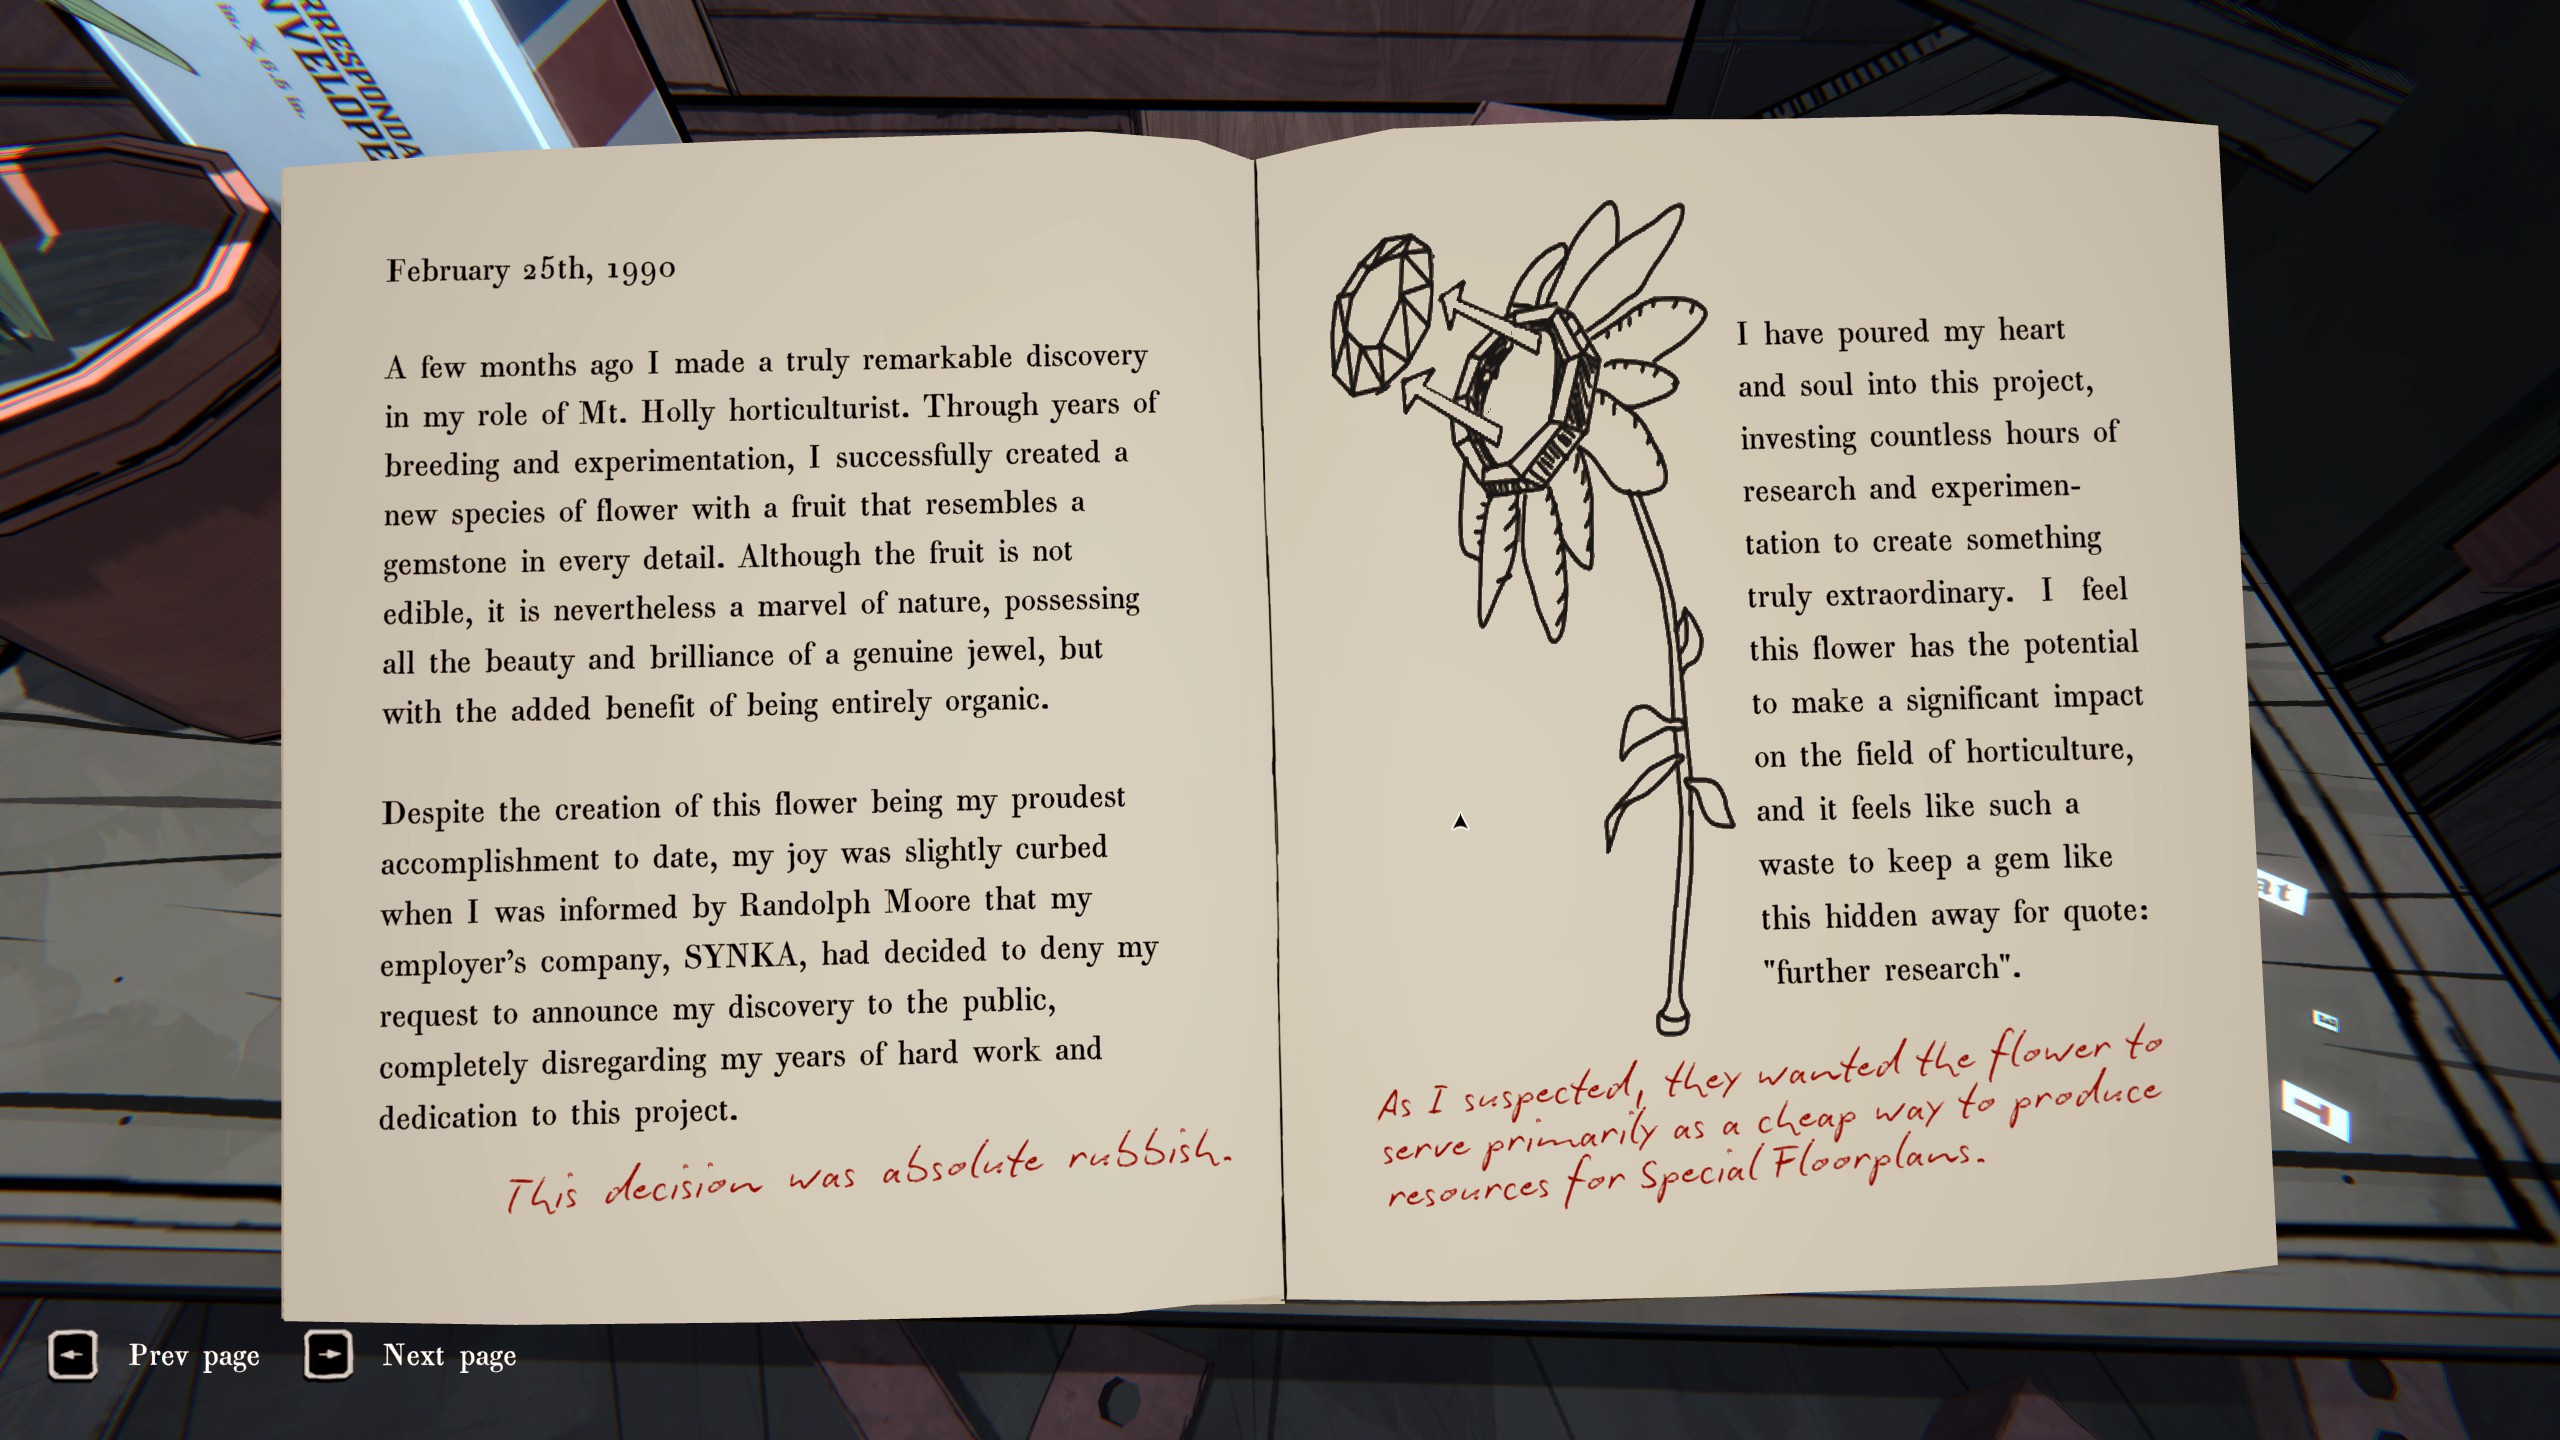 RRESPONDA
NVELOPE
in. X 6.5 in.
February 25th, 1990
A few months ago I made a truly remarkable discovery
in my role of Mt. Holly horticulturist. Through years of
breeding and experimentation, I successfully created a
new species of flower with a fruit that resembles a
gemstone in every detail. Although the fruit is not
edible, it is nevertheless a marvel of nature, possessing
all the beauty and brilliance of a genuine jewel, but
with the added benefit of being entirely organic.
Despite the creation of this flower being my proudest
accomplishment to date, my joy was slightly curbed
when I was informed by Randolph Moore that my
employer's company, SYNKA, had decided to deny my
request to announce my discovery to the public,
completely disregarding my years of hard work and
dedication to this project.
This decision was absolute rubbish.
I have poured my heart
and soul into this project,
investing countless hours of
research and experimen-
tation to create something
truly extraordinary. I feel
this flower has the potential
to make a significant impact
on the field of horticulture,
and it feels like such a
waste to keep a gem like
this hidden away for quote:
"further research".
As I suspected, they wanted the flower to
serve primarily as a cheap way to produce
resources for Special Floorplans.
at
Prev page
Next page